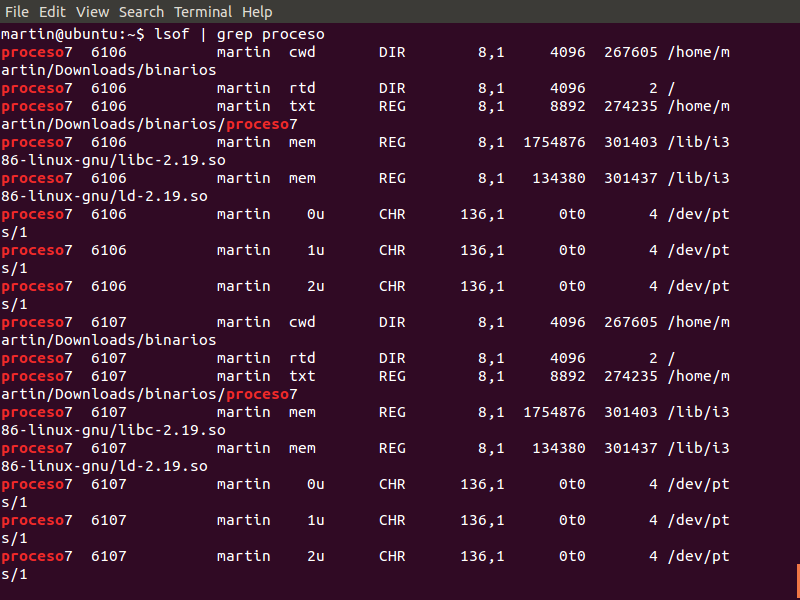 File Edit View Search Terminal Help
martin@ubuntu:~$ lsof | grep proceso
proceso7  6106          martin  cwd       DIR        8,1     4096  267605 /home/m
artin/Downloads/binarios
proceso7  6106          martin  rtd       DIR        8,1     4096       2 /
proceso7  6106          martin  txt       REG        8,1     8892  274235 /home/m
artin/Downloads/binarios/proceso7
proceso7  6106          martin  mem       REG        8,1  1754876  301403 /lib/i3
86-linux-gnu/libc-2.19.so
proceso7  6106          martin  mem       REG        8,1   134380  301437 /lib/i3
86-linux-gnu/ld-2.19.so
proceso7  6106          martin    0u      CHR      136,1      0t0       4 /dev/pt
s/1
proceso7  6106          martin    1u      CHR      136,1      0t0       4 /dev/pt
s/1
proceso7  6106          martin    2u      CHR      136,1      0t0       4 /dev/pt
s/1
proceso7  6107          martin  cwd       DIR        8,1     4096  267605 /home/m
artin/Downloads/binarios
proceso7  6107          martin  rtd       DIR        8,1     4096       2 /
proceso7  6107          martin  txt       REG        8,1     8892  274235 /home/m
artin/Downloads/binarios/proceso7
proceso7  6107          martin  mem       REG        8,1  1754876  301403 /lib/i3
86-linux-gnu/libc-2.19.so
proceso7  6107          martin  mem       REG        8,1   134380  301437 /lib/i3
86-linux-gnu/ld-2.19.so
proceso7  6107          martin    0u      CHR      136,1      0t0       4 /dev/pt
s/1
proceso7  6107          martin    1u      CHR      136,1      0t0       4 /dev/pt
s/1
proceso7  6107          martin    2u      CHR      136,1      0t0       4 /dev/pt
s/1